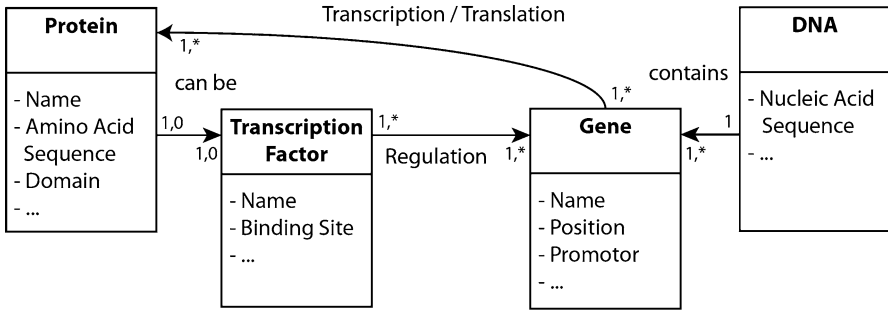 Transcription / Translation
Protein
1,*
- Name
- Amino Acid
Sequence
- Domain
- ...
can be
1,0
1,0
Transcription
Factor
- Name
- Binding Site
- ...
1,*
Regulation
1,*
1,*
Gene
- Name
- Position
- Promotor
- ...
contains
1
1,*
DNA
- Nucleic Acid
Sequence
- ...